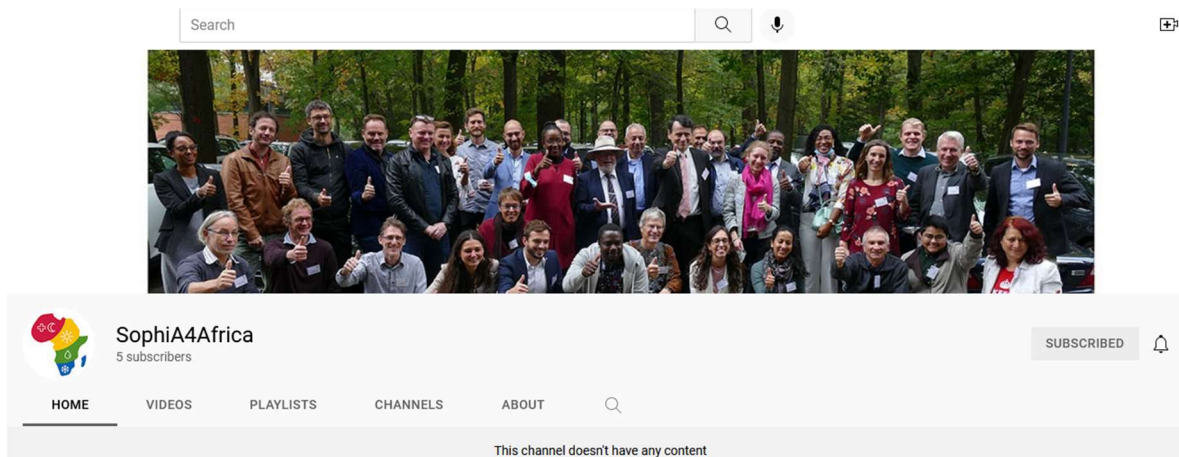 Search
SophiA4Africa
5 subscribers
SUBSCRIBED
HOME VIDEOS PLAYLISTS CHANNELS ABOUT
This channel doesn't have any content